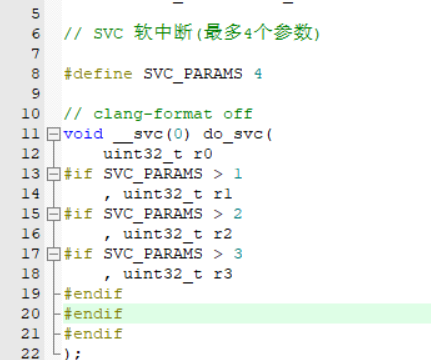 5
6 // SVC 软中断(最多4个参数)
7
8 #define SVC_PARAMS 4
9
10 // clang-format off
11 void __svc(0) do_svc(
12 uint32_t r0
13 #if SVC_PARAMS > 1
14 , uint32_t r1
15 #if SVC_PARAMS > 2
16 , uint32_t r2
17 #if SVC_PARAMS > 3
18 , uint32_t r3
19 #endif
20 #endif
21 #endif
22 );